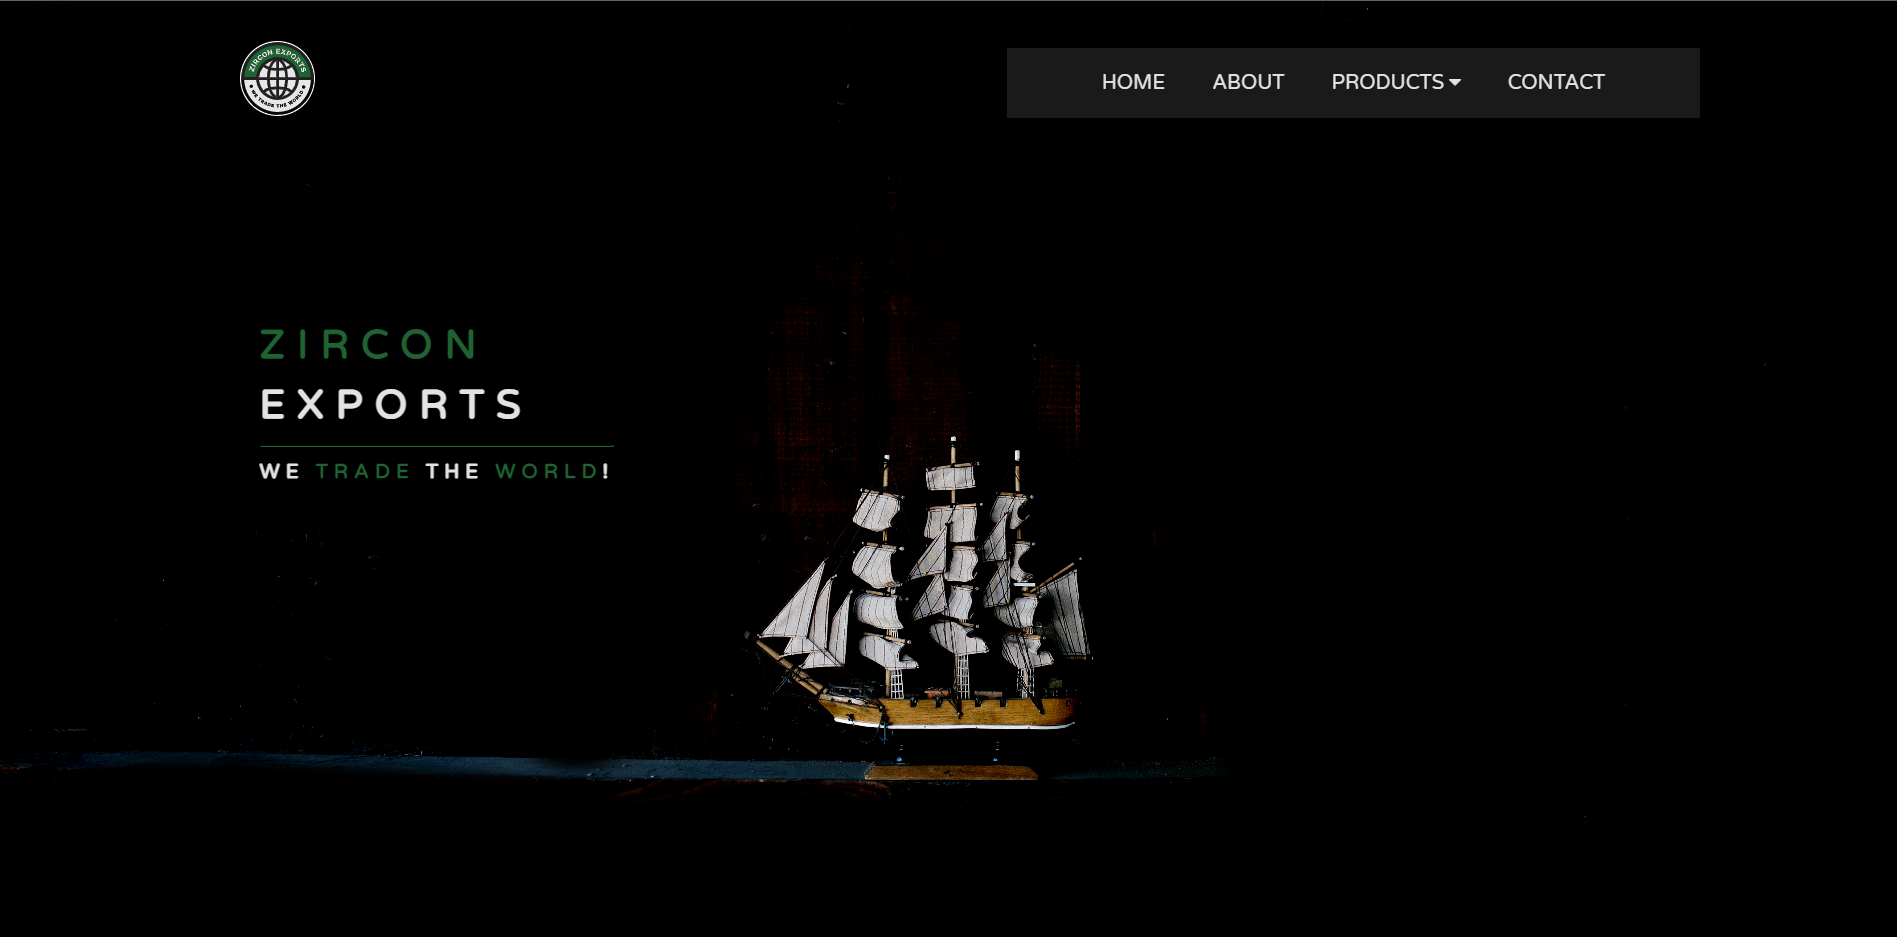 ZIRCON EXPORTS
WE TRADE THE WORLD
HOME ABOUT PRODUCTS CONTACT
ZIRCON
EXPORTS
WE TRADE THE WORLD!